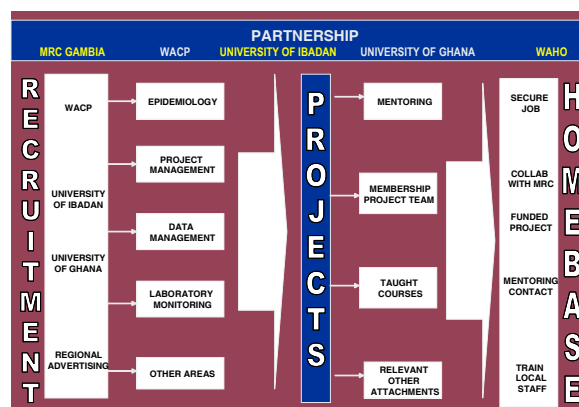 PARTNERSHIP
MRC GAMBIA WACP UNIVERSITY OF IBADAN UNIVERSITY OF GHANA WAHO
RECRUITMENT
WACP
UNIVERSITY
OF IBADAN
UNIVERSITY
OF GHANA
REGIONAL
ADVERTISING
EPIDEMIOLOGY
PROJECT
MANAGEMENT
DATA
MANAGEMENT
LABORATORY
MONITORING
OTHER AREAS
PROJECTS
MENTORING
MEMBERSHIP
PROJECT TEAM
TAUGHT
COURSES
RELEVANT
OTHER
ATTACHMENTS
SECURE
JOB
COLLAB
WITH MRC
FUNDED
PROJECT
MENTORING
CONTACT
TRAIN
LOCAL
STAFF
HOMEBASE